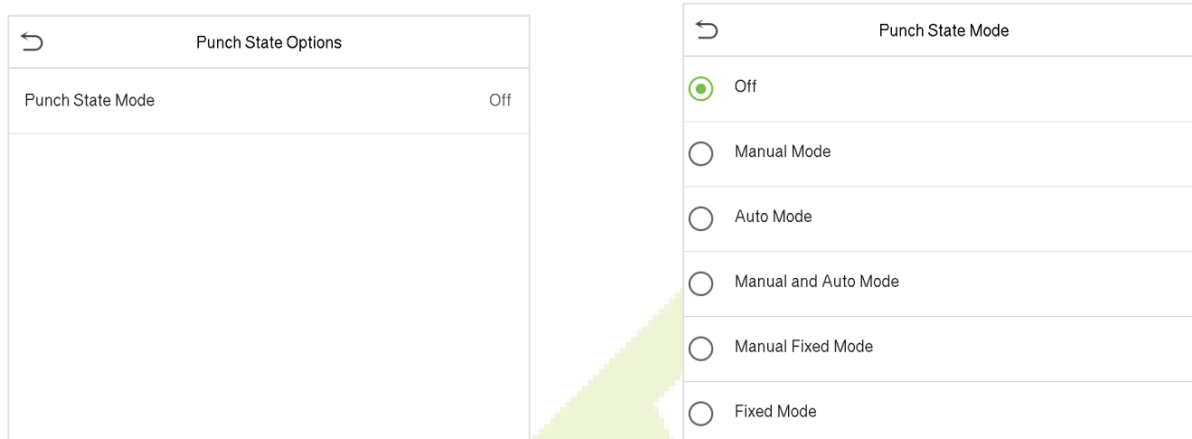 Punch State Options
Punch State Mode Off
Punch State Mode
Off
Manual Mode
Auto Mode
Manual and Auto Mode
Manual Fixed Mode
Fixed Mode